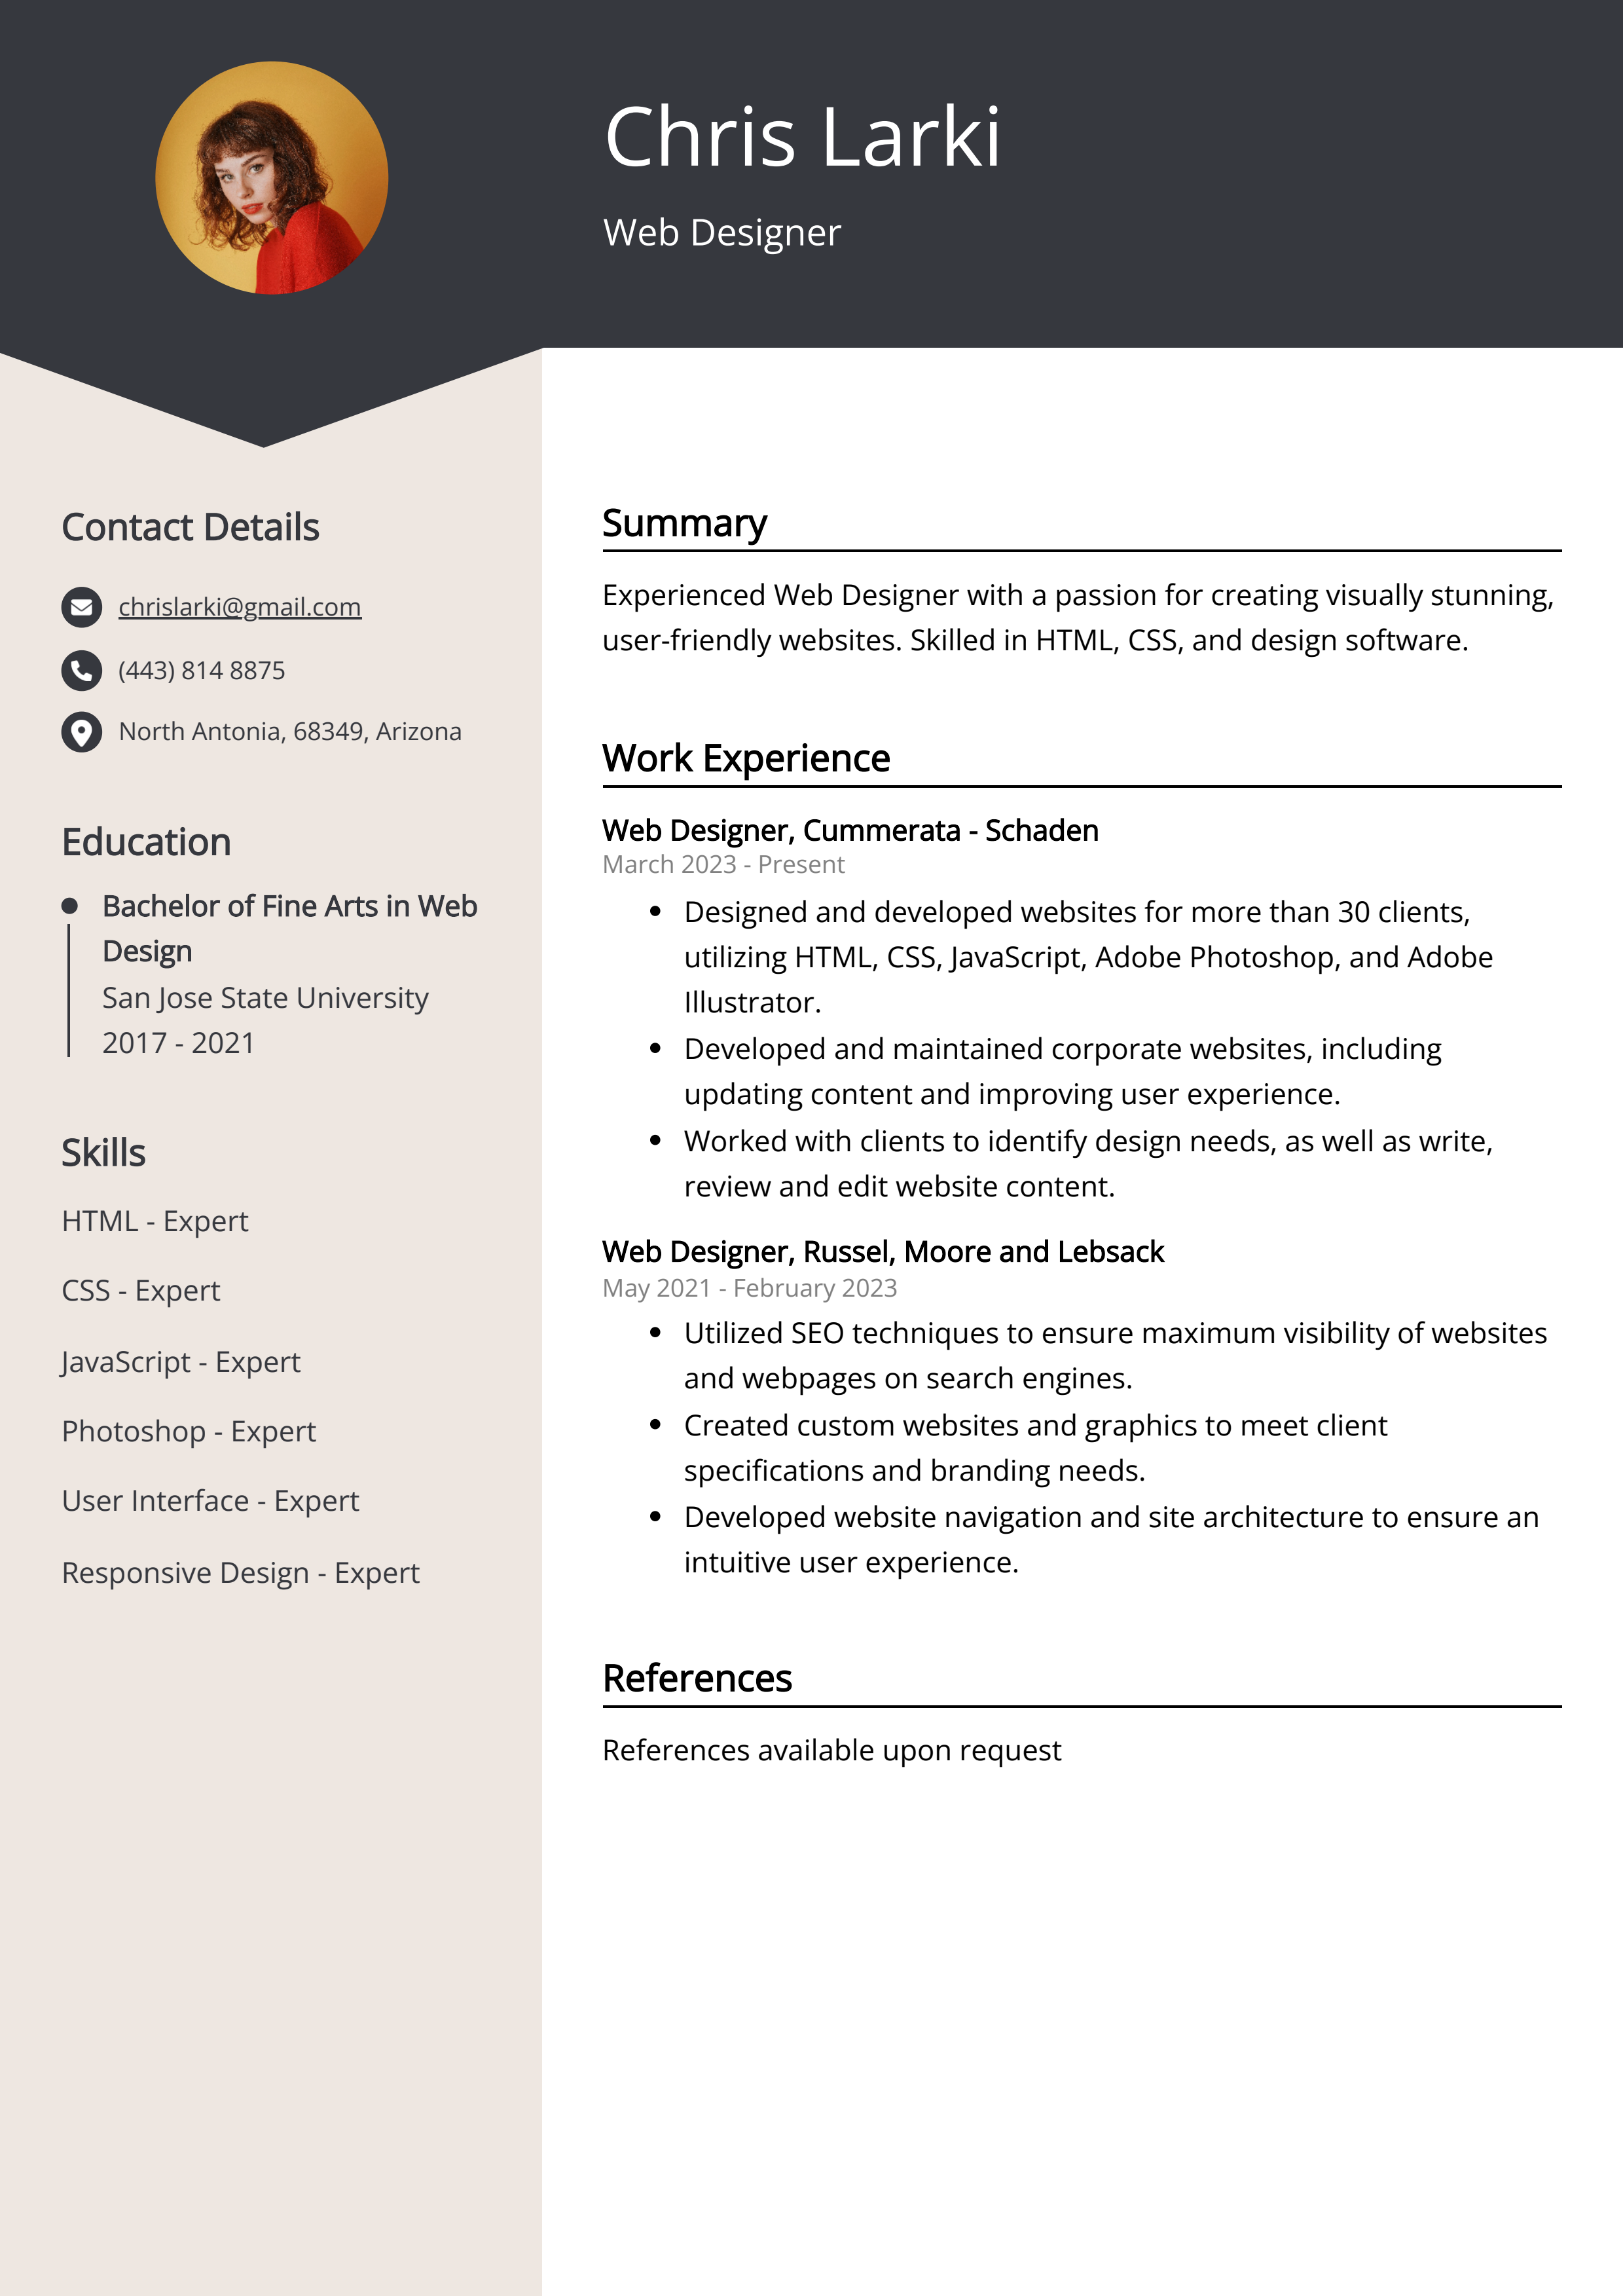 Chris Larki
Web Designer
Contact Details
chrislarki@gmail.com
(443) 814 8875
North Antonia, 68349, Arizona
Education
Bachelor of Fine Arts in Web
Design
San Jose State University
2017 - 2021
Skills
HTML - Expert
CSS - Expert
JavaScript - Expert
Photoshop - Expert
User Interface - Expert
Responsive Design - Expert
Summary
Experienced Web Designer with a passion for creating visually stunning,
user-friendly websites. Skilled in HTML, CSS, and design software.
Work Experience
Web Designer, Cummerata - Schaden
March 2023 - Present
• Designed and developed websites for more than 30 clients,
utilizing HTML, CSS, JavaScript, Adobe Photoshop, and Adobe
Illustrator.
• Developed and maintained corporate websites, including
updating content and improving user experience.
• Worked with clients to identify design needs, as well as write,
review and edit website content.
Web Designer, Russel, Moore and Lebsack
May 2021 - February 2023
• Utilized SEO techniques to ensure maximum visibility of websites
and webpages on search engines.
• Created custom websites and graphics to meet client
specifications and branding needs.
• Developed website navigation and site architecture to ensure an
intuitive user experience.
References
References available upon request